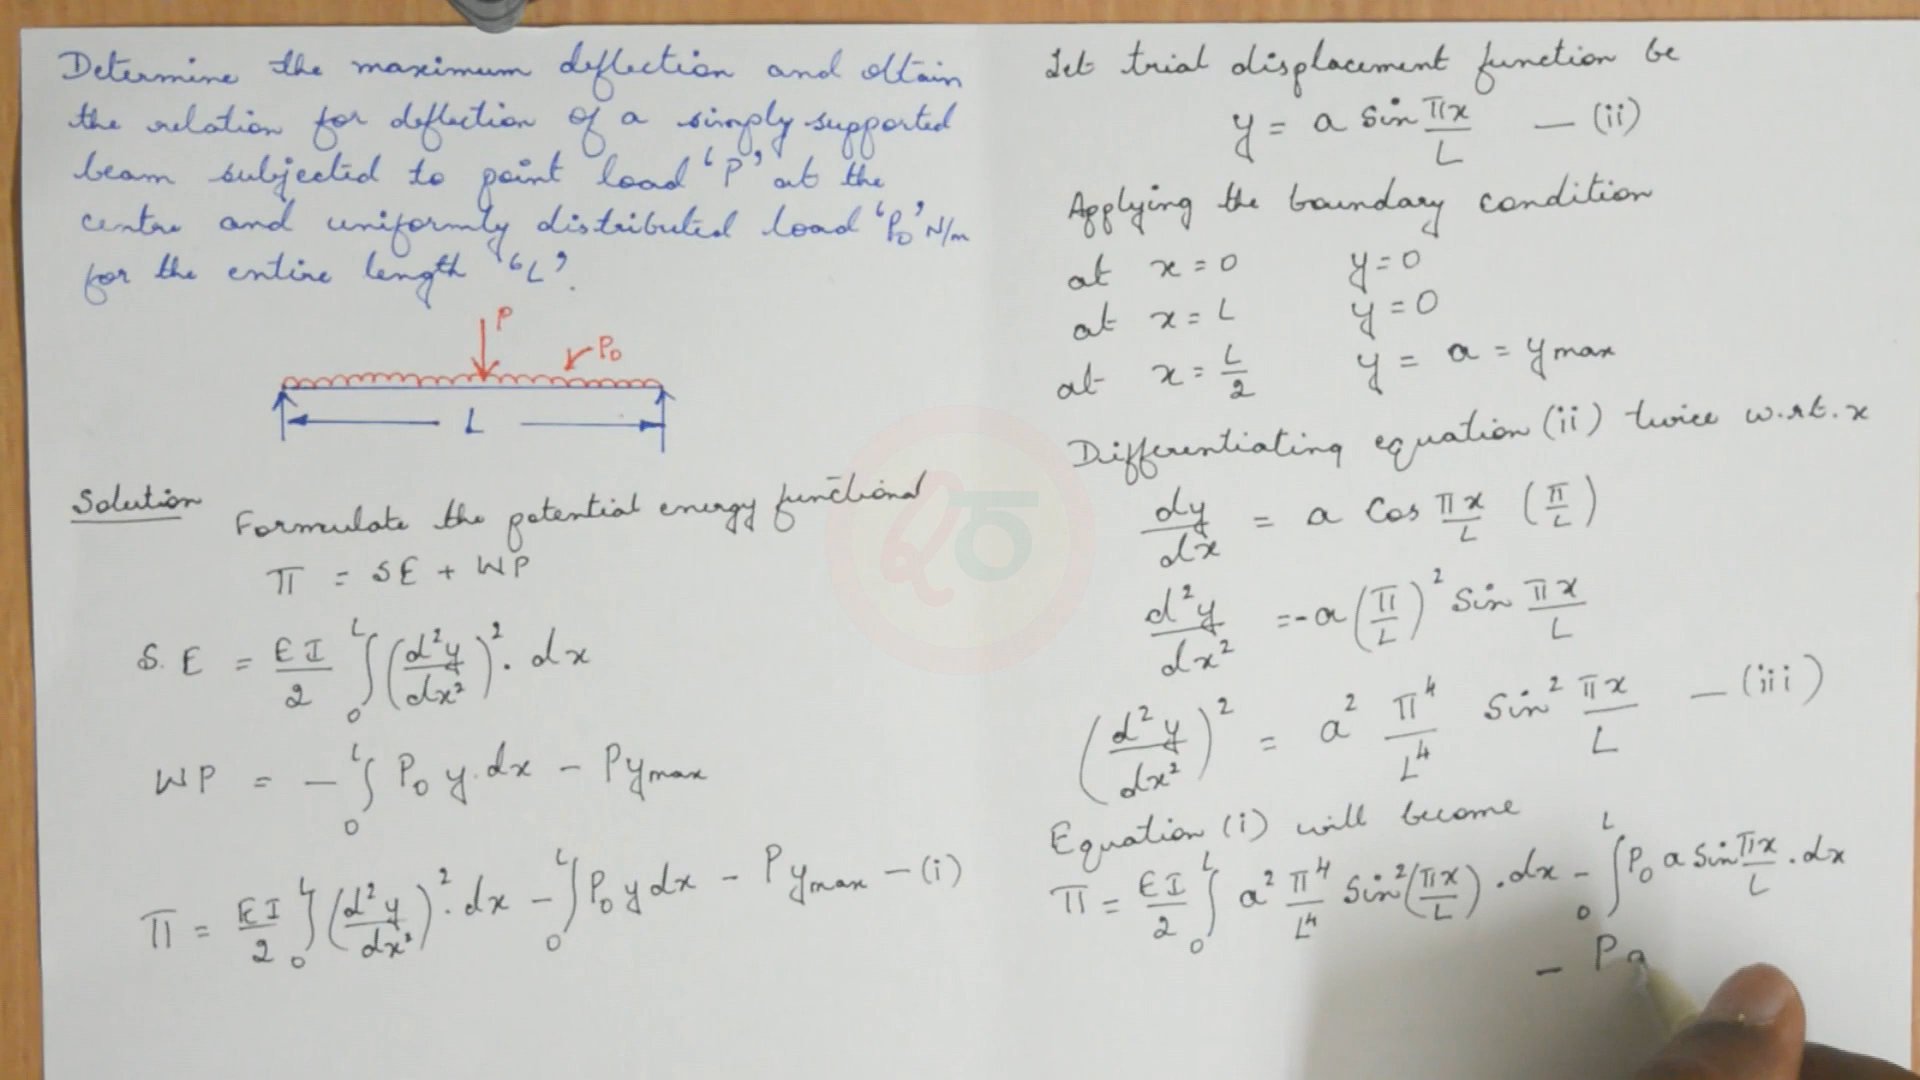 Determine the maximum deflection and obtain
the relation for deflection of a simply supported
beam subjected to point load 'P' at the
centre and uniformly distributed load 'P₀' N/m
for the entire length 'L'.
P
P₀
L
Solution
Formulate the potential energy functional
π = SE + WP
S.E = EI/2 ∫₀ᴸ (d²y/dx²)² . dx
WP = - ∫₀ᴸ P₀ y.dx - Pymax
π = EI/2 ∫₀ᴸ (d²y/dx²)² . dx - ∫₀ᴸ P₀ y dx - P ymax - (i)
Let trial displacement function be
y = a Sin πx/L — (ii)
Applying the boundary condition
at x = 0 y = 0
at x = L y = 0
at x = L/2 y = a = ymax
Differentiating equation (ii) twice w.r.t. x
dy/dx = a Cos πx/L (π/L)
d²y/dx² = -a (π/L)² Sin πx/L
(d²y/dx²)² = a² π⁴/L⁴ Sin² πx/L — (iii)
Equation (i) will become
π = EI/2 ∫₀ᴸ a² π⁴/L⁴ Sin² (πx/L) . dx - ∫₀ᴸ P₀ a Sin πx/L . dx
- P a